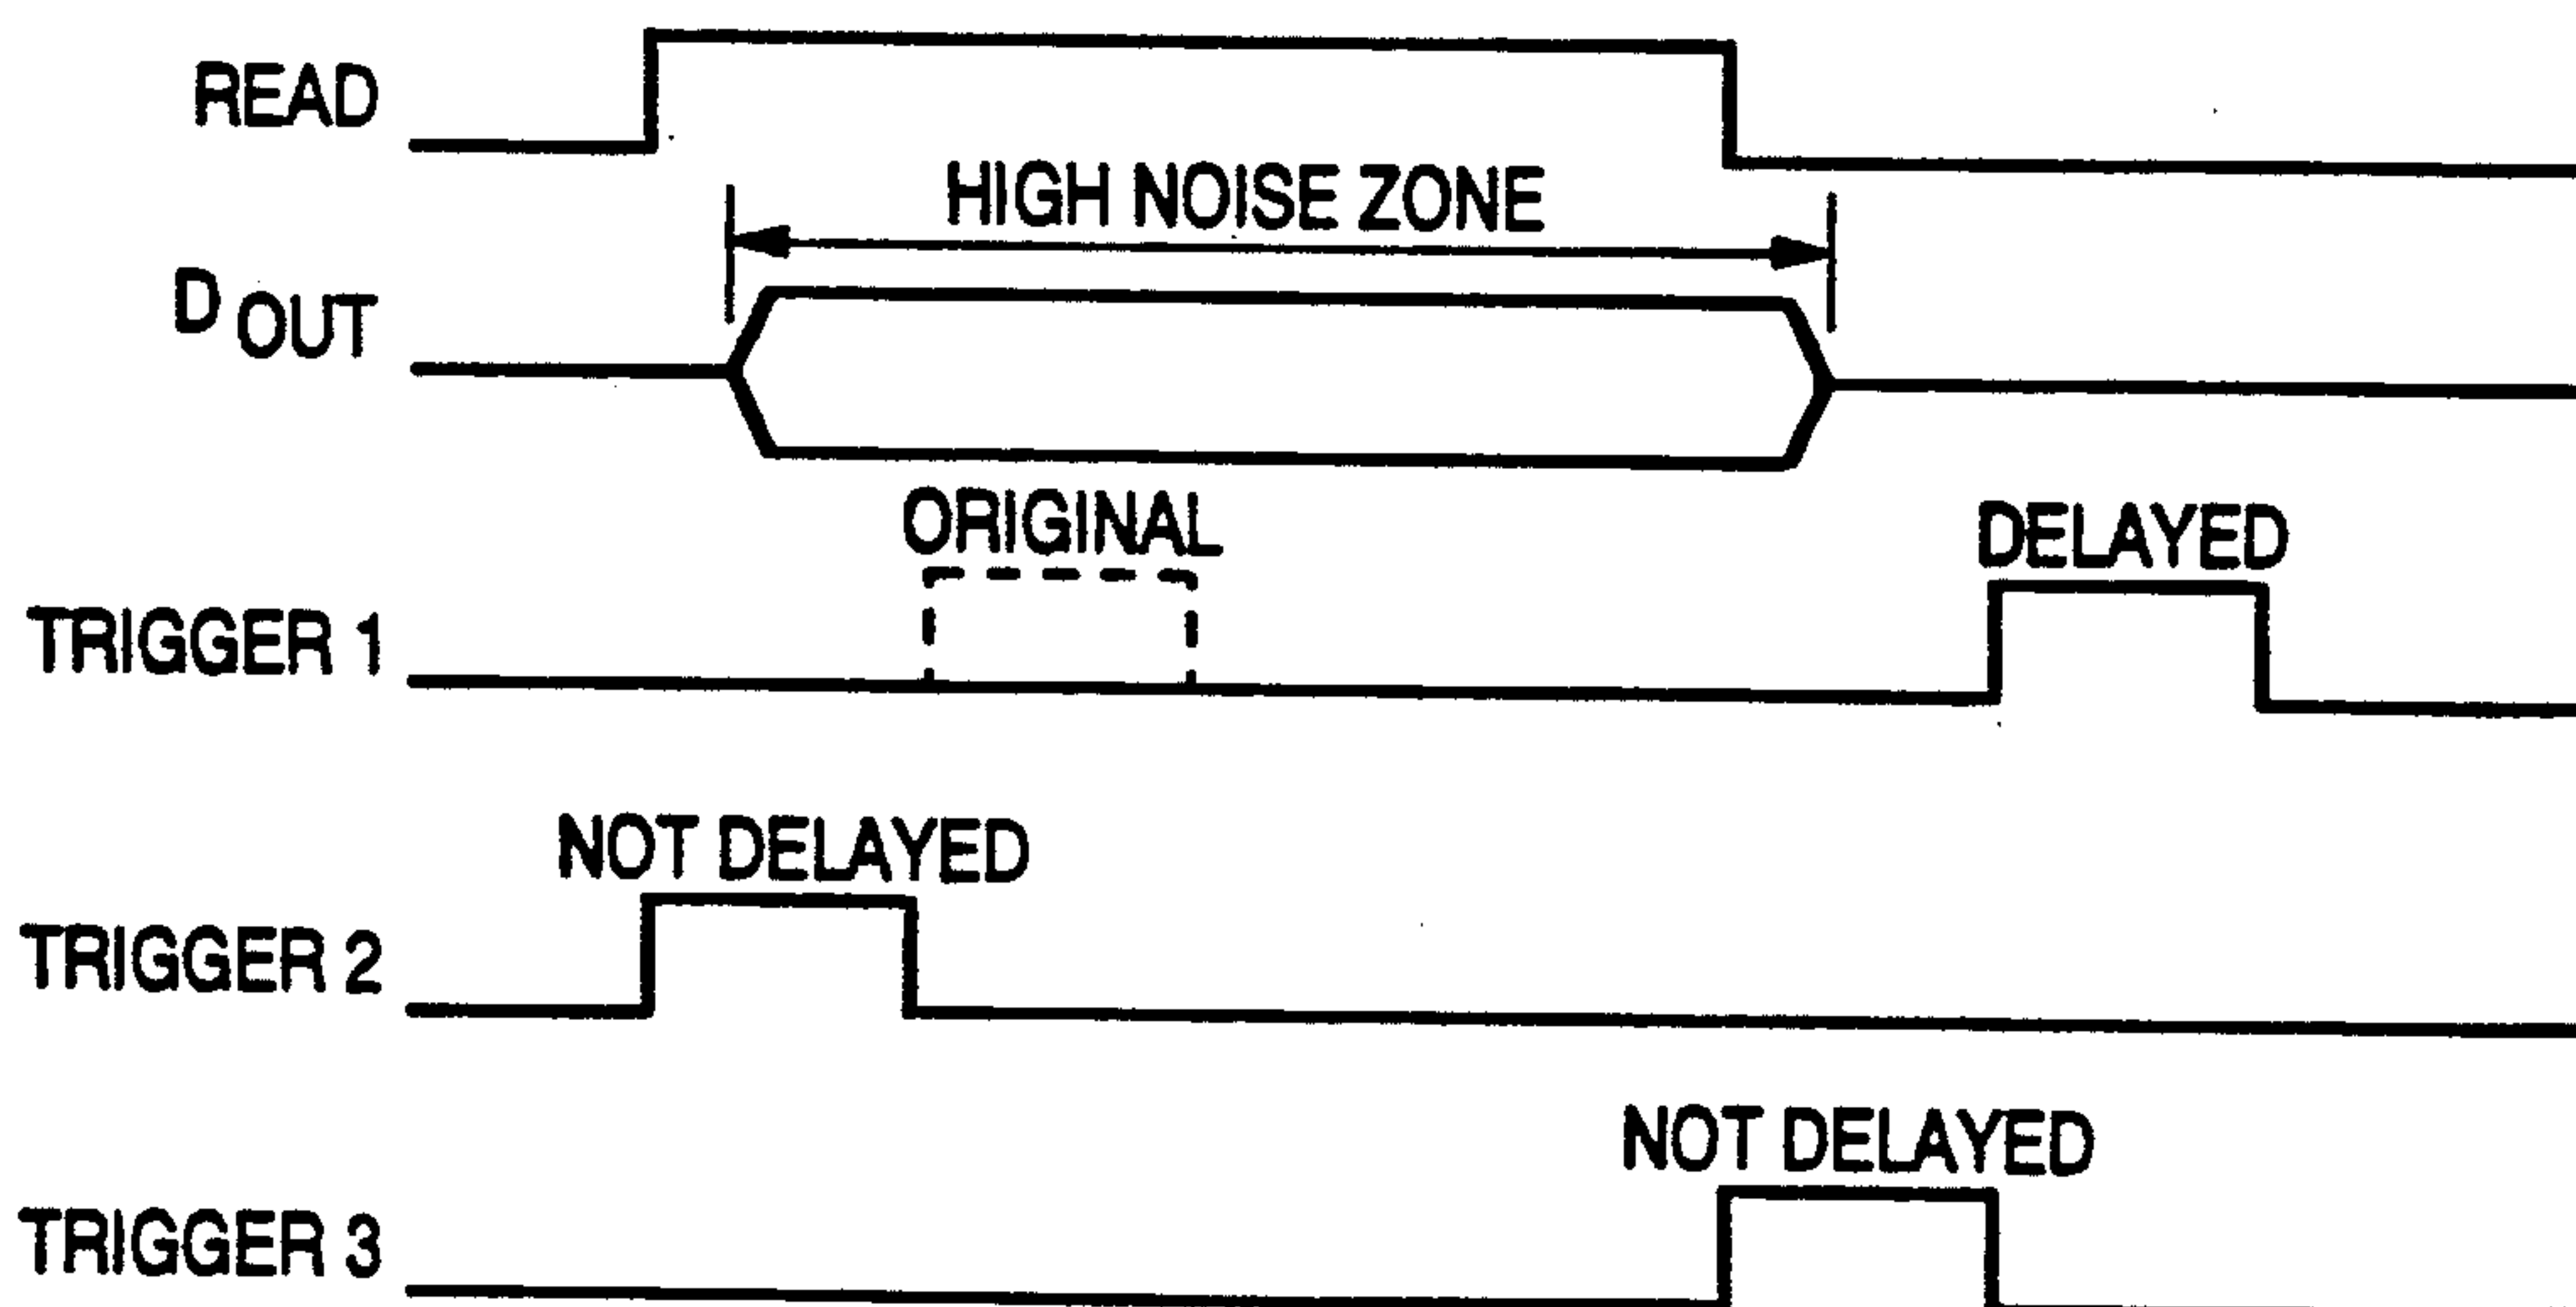 READ
HIGH NOISE ZONE
D OUT
ORIGINAL
DELAYED
TRIGGER 1
NOT DELAYED
TRIGGER 2
NOT DELAYED
TRIGGER 3